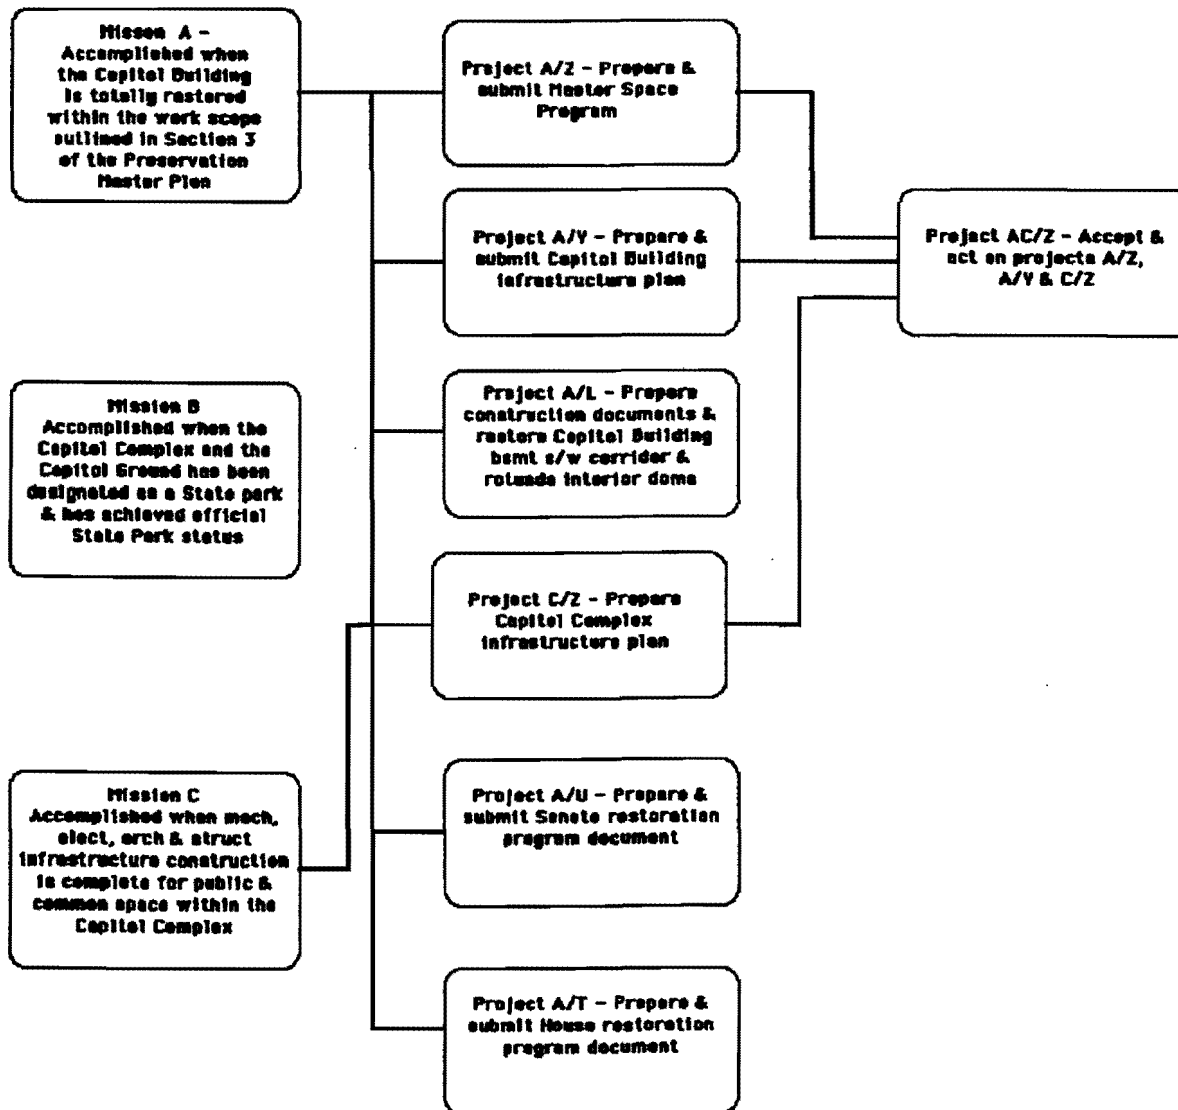 Misson A –
Accomplished when
the Capitol Building
is totally restored
within the work scope
outlined in Section 3
of the Preservation
Master Plan
Project A/Z – Prepare &
submit Master Space
Program
Project A/Y – Prepare &
submit Capitol Building
infrastructure plan
Project AC/Z – Accept &
act on projects A/Z,
A/Y & C/Z
Mission B
Accomplished when the
Capitol Complex and the
Capitol Ground has been
designated as a State park
& has achieved official
State Park status
Project A/L – Prepare
construction documents &
restore Capitol Building
bsmt s/w corridor &
rotunda interior dome
Project C/Z – Prepare
Capitol Complex
infrastructure plan
Mission C
Accomplished when mech,
elect, arch & struct
infrastructure construction
is complete for public &
common space within the
Capitol Complex
Project A/U – Prepare &
submit Senate restoration
program document
Project A/T – Prepare &
submit House restoration
program document